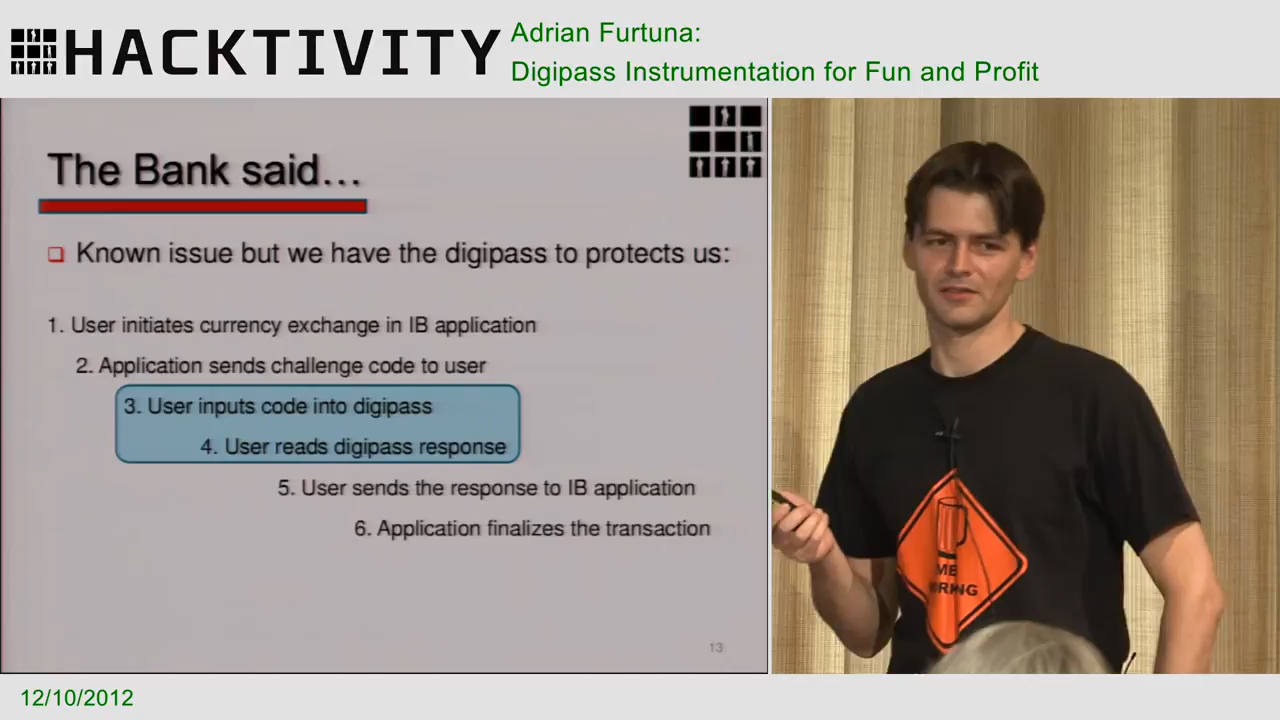 HACKTIVITY
Adrian Furtuna:
Digipass Instrumentation for Fun and Profit
The Bank said...
Known issue but we have the digipass to protects us:
1. User initiates currency exchange in IB application
2. Application sends challenge code to user
3. User inputs code into digipass
4. User reads digipass response
5. User sends the response to IB application
6. Application finalizes the transaction
13
12/10/2012